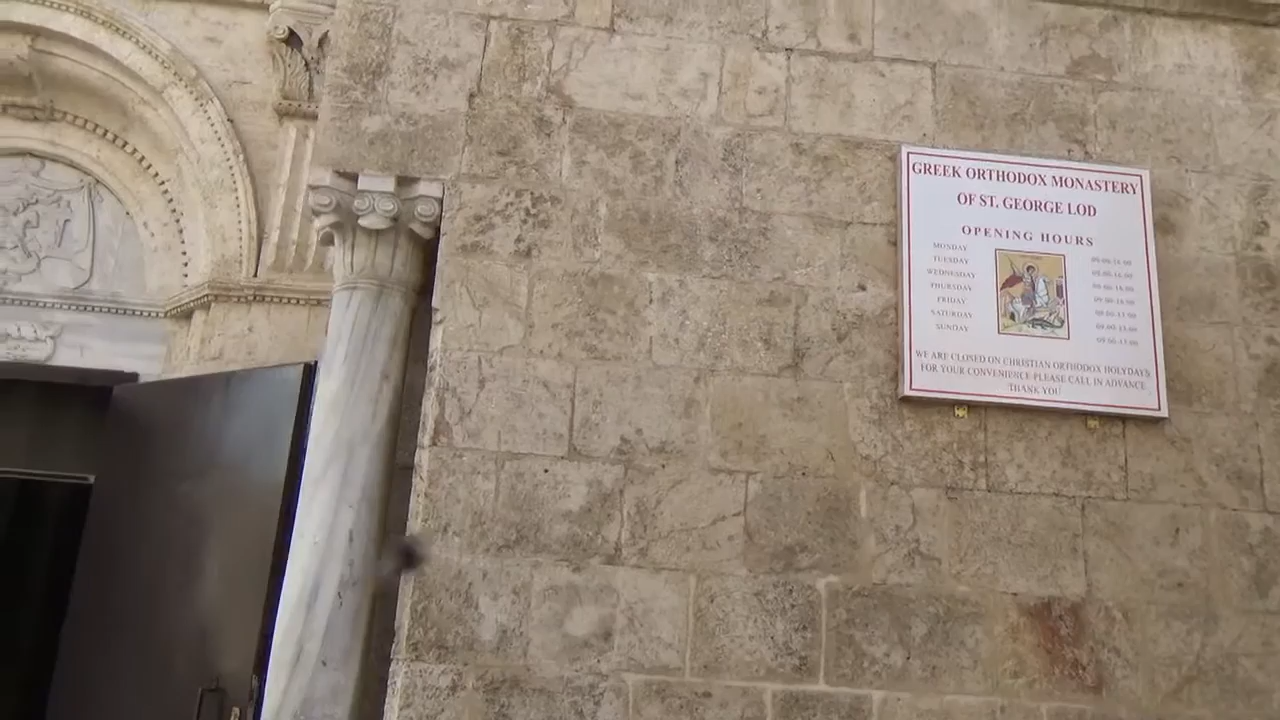 GREEK ORTHODOX MONASTERY
OF ST. GEORGE LOD
OPENING HOURS
MONDAY
TUESDAY
WEDNESDAY
THURSDAY
FRIDAY
SATURDAY
SUNDAY
WE ARE CLOSED ON CHRISTIAN ORTHODOX HOLYDAYS
FOR YOUR CONVENIENCE PLEASE CALL IN ADVANCE
THANK YOU